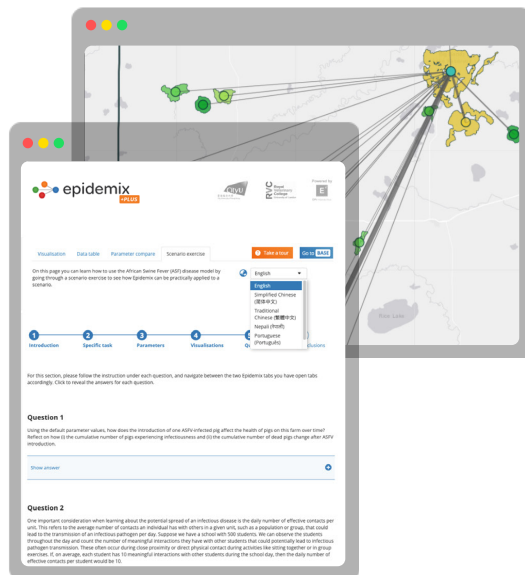 epidemix
+PLUS
CIIVU
RVC
Royal
Veterinary
College
Powered by
E
Visualisation
Data table
Parameter compare
Scenario exercise
Take a tour
Go to BASE
On this page you can learn how to use the African Swine Fever (ASF) disease model by
going through a scenario exercise to see how Epidemix can be practically applied to a
scenario.
English
English
Simplified Chinese
(简体中文)
Traditional
Chinese (繁體中文)
Nepali (नेपाली)
Portuguese
(Português)
1
2
3
4
Introduction
Specific task
Parameters
Visualisations
For this section, please follow the instruction under each question, and navigate between the two Epidemix tabs you have open tabs
accordingly. Click to reveal the answers for each question.
Question 1
Using the default parameter values, how does the introduction of one ASFV-infected pig affect the health of pigs on this farm over time?
Reflect on how (i) the cumulative number of pigs experiencing infectiousness and (ii) the cumulative number of dead pigs change after ASFV
introduction.
Show answer
Question 2
One important consideration when learning about the potential spread of an infectious disease is the daily number of effective contacts per
unit. This refers to the average number of contacts an individual has with others in a given unit, such as a population or group, that could
lead to the transmission of an infectious pathogen per day. Suppose we have a school with 500 students. We can observe the students
throughout the day and count the number of meaningful interactions they have with other students that could potentially lead to infectious
pathogen transmission. These often occur during close proximity or direct physical contact during activities like sitting together or in group
exercises. If, on average, each student has 10 meaningful interactions with other students during the school day, then the daily number of
effective contacts per student would be 10.